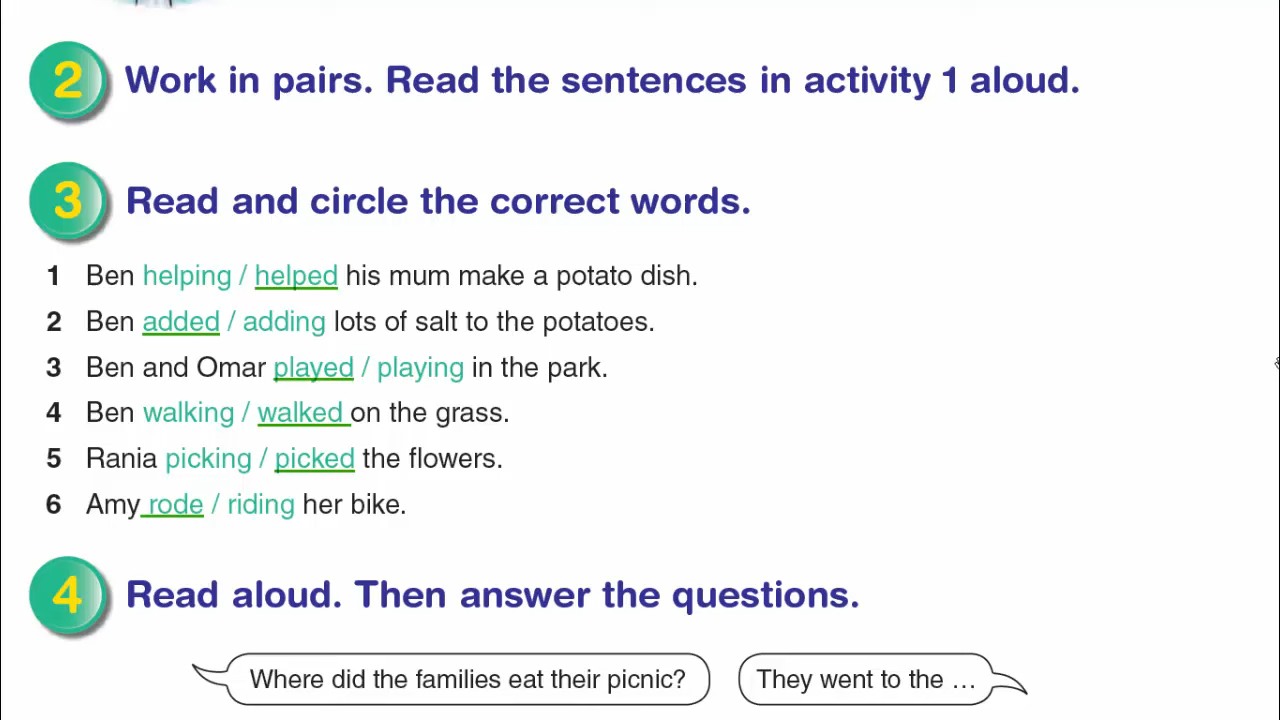 2 Work in pairs. Read the sentences in activity 1 aloud.
3 Read and circle the correct words.
1 Ben helping / helped his mum make a potato dish.
2 Ben added / adding lots of salt to the potatoes.
3 Ben and Omar played / playing in the park.
4 Ben walking / walked on the grass.
5 Rania picking / picked the flowers.
6 Amy rode / riding her bike.
4 Read aloud. Then answer the questions.
Where did the families eat their picnic? They went to the …